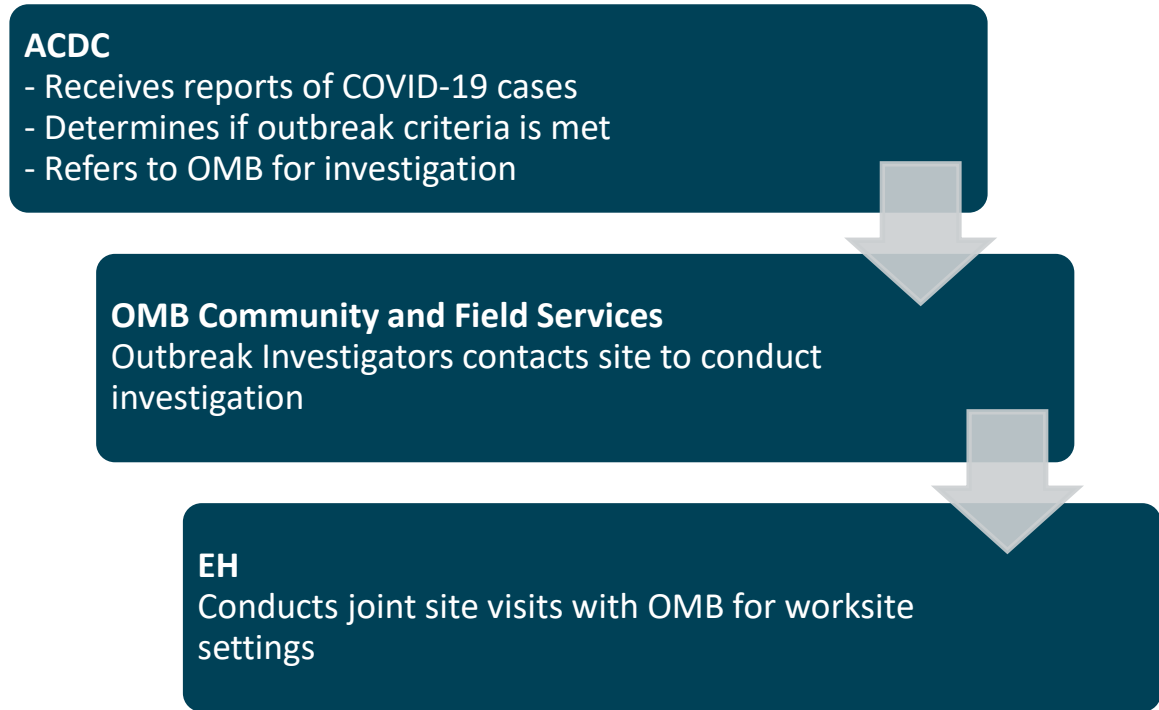 ACDC
- Receives reports of COVID-19 cases
- Determines if outbreak criteria is met
- Refers to OMB for investigation
OMB Community and Field Services
Outbreak Investigators contacts site to conduct
investigation
EH
Conducts joint site visits with OMB for worksite
settings